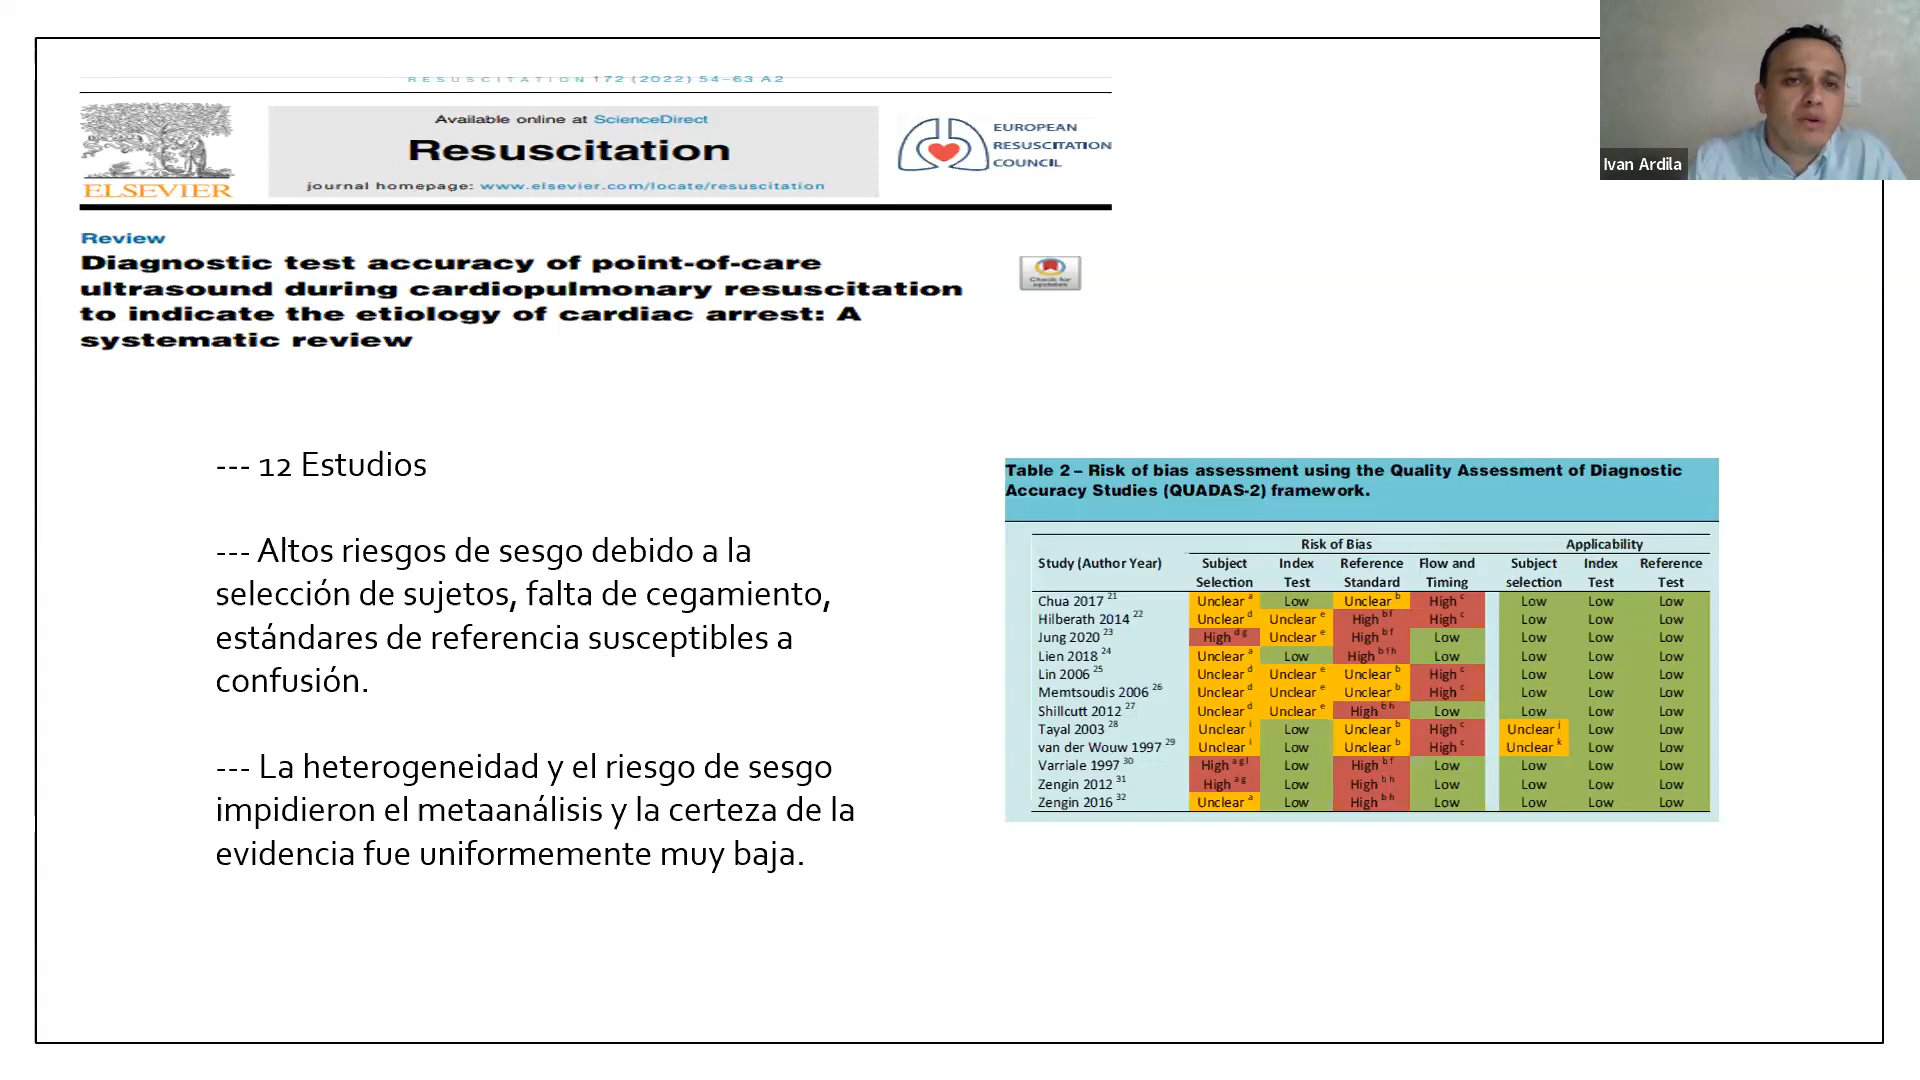 RESUSCITATION 172 (2022) 54–63 A2
ELSEVIER
Available online at ScienceDirect
Resuscitation
journal homepage: www.elsevier.com/locate/resuscitation
EUROPEAN
RESUSCITATION
COUNCIL
Ivan Ardila
Review
Diagnostic test accuracy of point-of-care
ultrasound during cardiopulmonary resuscitation
to indicate the etiology of cardiac arrest: A
systematic review
Check for
updates
--- 12 Estudios
--- Altos riesgos de sesgo debido a la
selección de sujetos, falta de cegamiento,
estándares de referencia susceptibles a
confusión.
--- La heterogeneidad y el riesgo de sesgo
impidieron el metaanálisis y la certeza de la
evidencia fue uniformemente muy baja.
Table 2 – Risk of bias assessment using the Quality Assessment of Diagnostic
Accuracy Studies (QUADAS-2) framework.
Risk of Bias Applicability
Study (Author Year) Subject Index Reference Flow and Subject Index Reference
Selection Test Standard Timing selection Test Test
Chua 2017 21 Unclear a Low Unclear b High c Low Low Low
Hilberath 2014 22 Unclear d Unclear e High b f High c Low Low Low
Jung 2020 23 High d g Unclear e High b f Low Low Low Low
Lien 2018 24 Unclear a Low High b f h Low Low Low Low
Lin 2006 25 Unclear d Unclear e Unclear b High c Low Low Low
Memtsoudis 2006 26 Unclear d Unclear e Unclear b High c Low Low Low
Shillcutt 2012 27 Unclear d Unclear e High b h Low Low Low Low
Tayal 2003 28 Unclear i Low Unclear b High c Unclear j Low Low
van der Wouw 1997 29 Unclear i Low Unclear b High c Unclear k Low Low
Varriale 1997 30 High a g l Low High b f Low Low Low Low
Zengin 2012 31 High a g Low High b h Low Low Low Low
Zengin 2016 32 Unclear a Low High b h Low Low Low Low